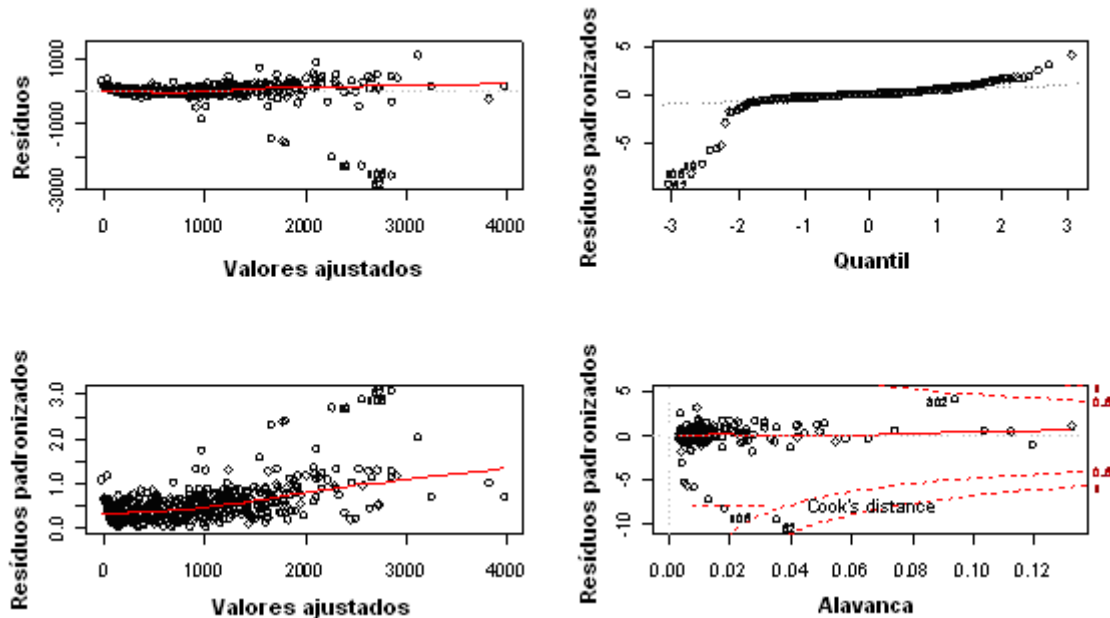 Resíduos
1000
-1000
-3000
0 1000 2000 3000 4000
Valores ajustados
Resíduos padronizados
5
0
-5
-3 -2 -1 0 1 2 3
Quantil
Resíduos padronizados
3.0
2.0
1.0
0.0
0 1000 2000 3000 4000
Valores ajustados
Resíduos padronizados
5
0
-5
-10
802
Cook's distance
0.00 0.02 0.04 0.06 0.08 0.10 0.12
Alavanca